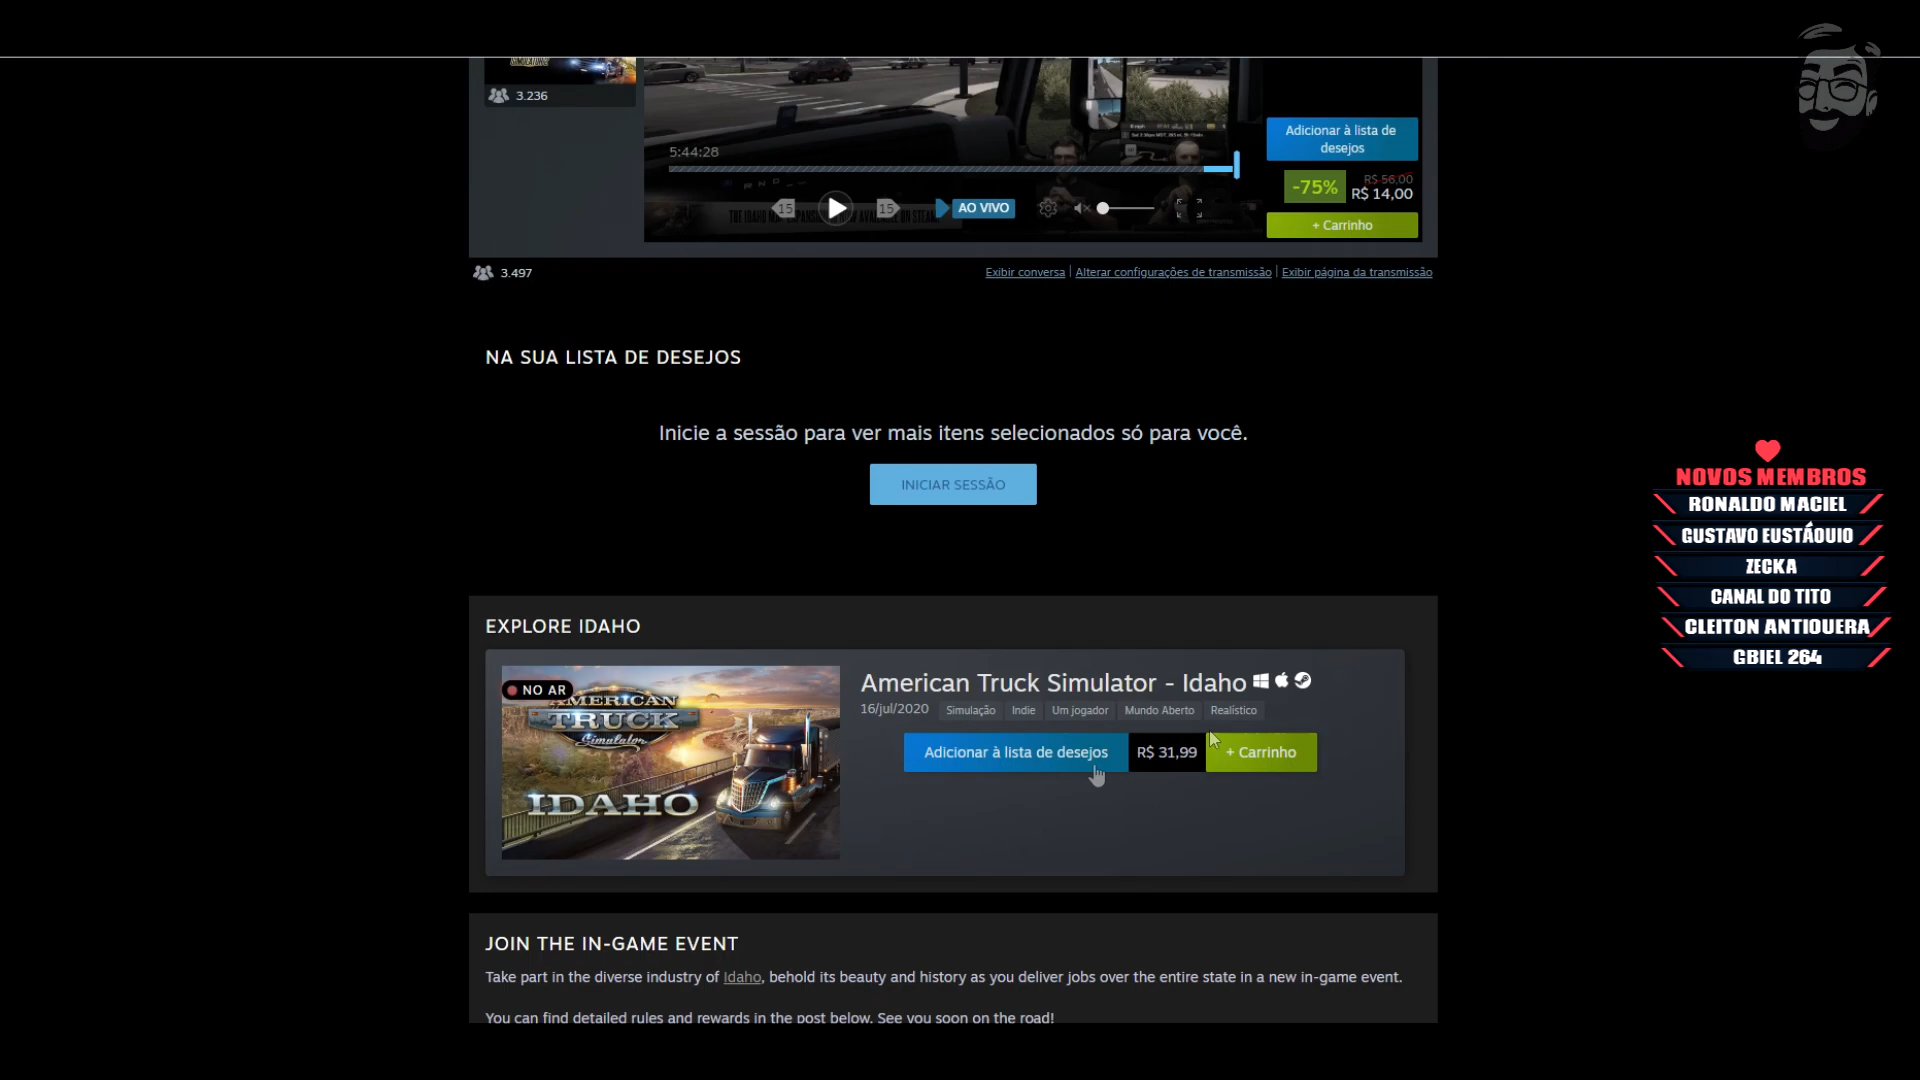 3.236
5:44:28
15
15
AO VIVO
Adicionar à lista de
desejos
-75%
R$ 56,00
R$ 14,00
+ Carrinho
3.497
Exibir conversa | Alterar configurações de transmissão | Exibir página da transmissão
NA SUA LISTA DE DESEJOS
Inicie a sessão para ver mais itens selecionados só para você.
INICIAR SESSÃO
NOVOS MEMBROS
RONALDO MACIEL
GUSTAVO EUSTÁQUIO
ZECKA
CANAL DO TITO
CLEITON ANTIQUERA
GBIEL 264
EXPLORE IDAHO
NO AR
AMERICAN
TRUCK
Simulator
IDAHO
American Truck Simulator - Idaho
16/jul/2020 Simulação Indie Um jogador Mundo Aberto Realístico
Adicionar à lista de desejos R$ 31,99 + Carrinho
JOIN THE IN-GAME EVENT
Take part in the diverse industry of Idaho, behold its beauty and history as you deliver jobs over the entire state in a new in-game event.
You can find detailed rules and rewards in the post below. See you soon on the road!